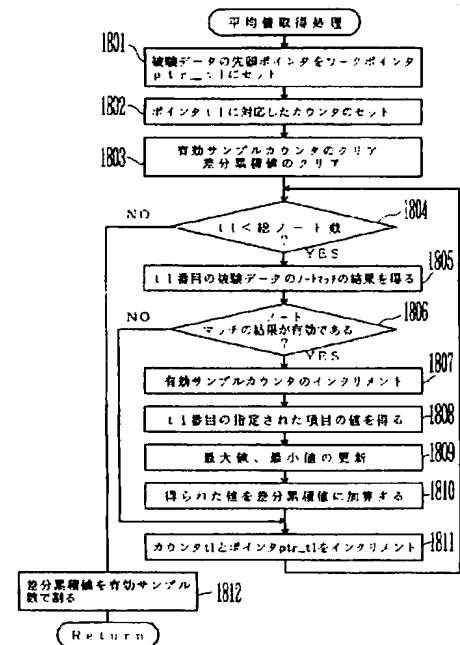 平均値取得処理
1801
被験データの先頭ポインタをワークポインタ
ptr_t1にセット
1802
ポインタt1に対応したカウンタのセット
1803
有効サンプルカウンタのクリア
差分累積値のクリア
NO
1804
t1<総ノート数
?
YES
1805
t1番目の被験データのノートマッチの結果を得る
1806
NO
ノート
マッチの結果が有効である
?
YES
1807
有効サンプルカウンタのインクリメント
1808
t1番目の指定された項目の値を得る
1809
最大値、最小値の更新
1810
得られた値を差分累積値に加算する
1811
カウンタt1とポインタptr_t1をインクリメント
差分累積値を有効サンプル
数で割る
1812
Return